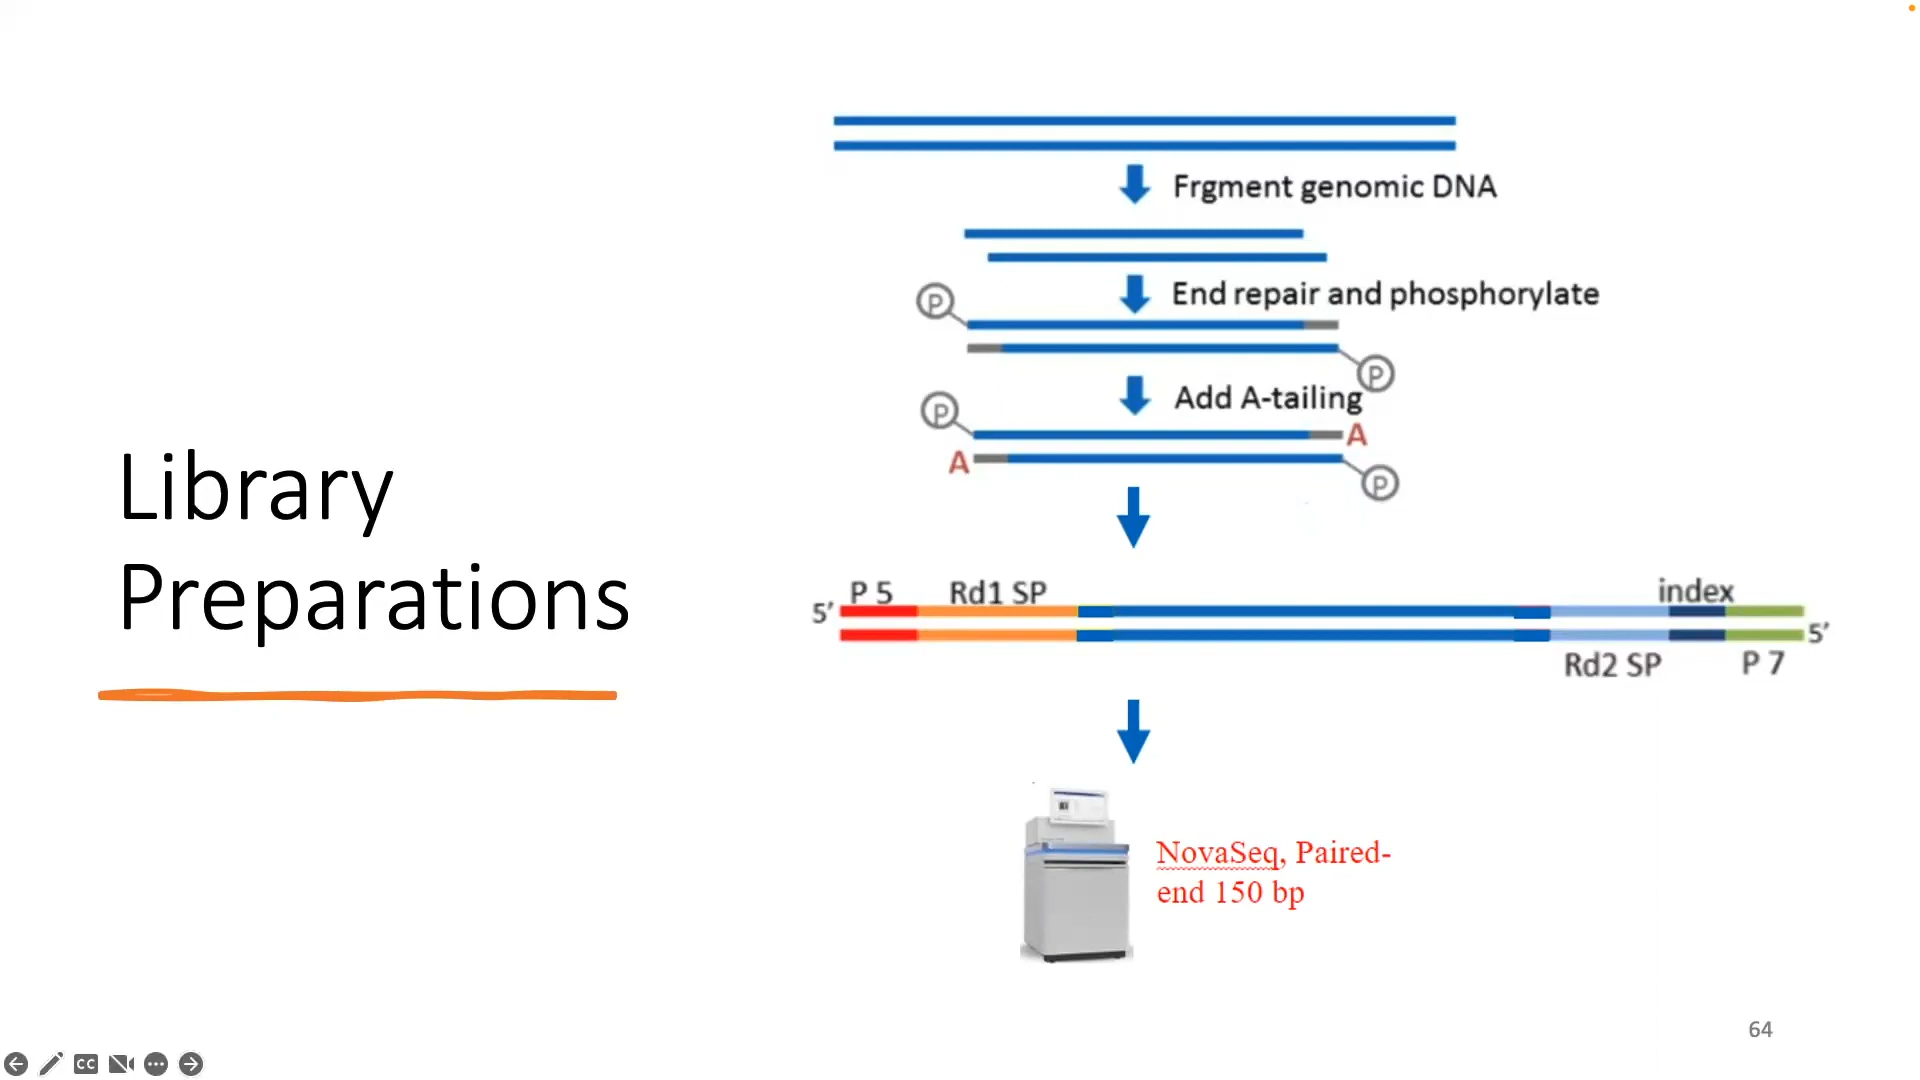 Library
Preparations
Frgment genomic DNA
End repair and phosphorylate
P
P
Add A-tailing
P
A
A
P
P 5
Rd1 SP
index
5’
5’
Rd2 SP
P 7
NovaSeq, Paired-
end 150 bp
64
CC